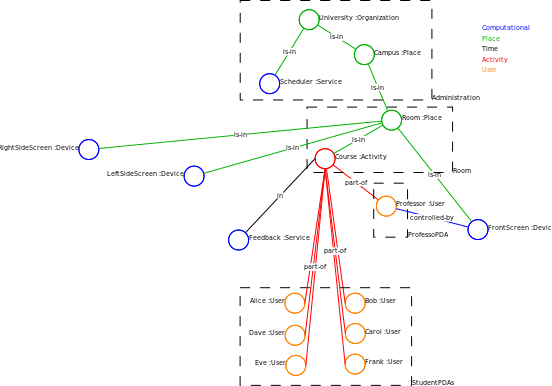 University :Organization
Computational
Place
Time
Activity
User
is-in
is-in
Campus :Place
Scheduler :Service
is-in
Administration
Room :Place
is-in
is-in
is-in
RightSideScreen :Device
Course :Activity
LeftSideScreen :Device
Room
is-in
part-of
in
Professor :User
controlled-by
FrontScreen :Devic
ProfessoPDA
Feedback :Service
part-of
part-of
Alice :User
Bob :User
Dave :User
Carol :User
Eve :User
Frank :User
StudentPDAs